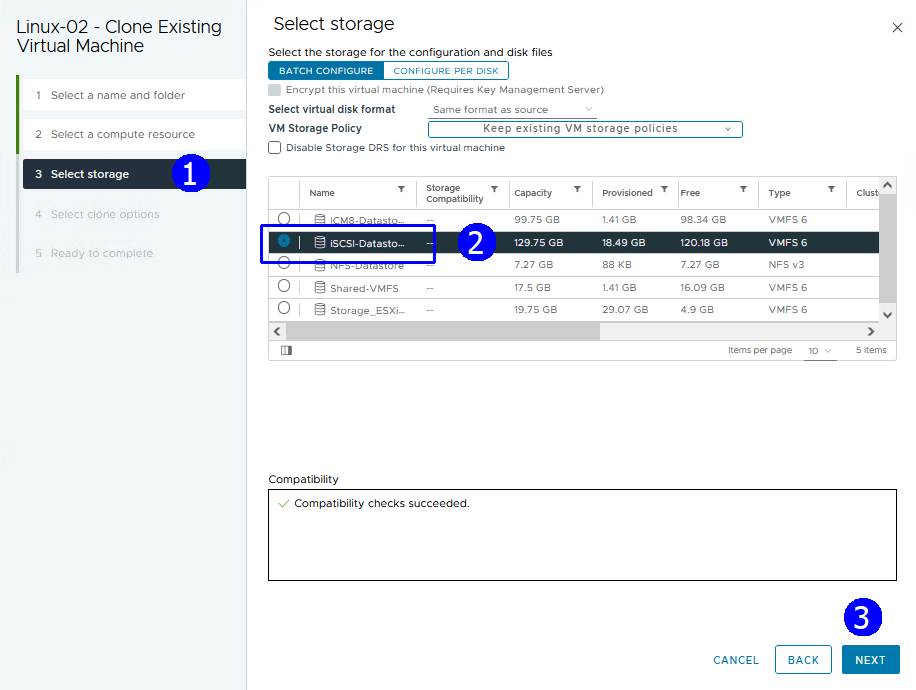 Linux-02 - Clone Existing
Virtual Machine
1 Select a name and folder
2 Select a compute resource
3 Select storage
1
4 Select clone options
5 Ready to complete
Select storage
Select the storage for the configuration and disk files
BATCH CONFIGURE CONFIGURE PER DISK
Encrypt this virtual machine (Requires Key Management Server)
Select virtual disk format Same format as source
VM Storage Policy Keep existing VM storage policies
Disable Storage DRS for this virtual machine
Name Storage Compatibility Capacity Provisioned Free Type Clust
ICM8-Datasto... -- 99.75 GB 1.41 GB 98.34 GB VMFS 6
iSCSI-Datasto... -- 129.75 GB 18.49 GB 120.18 GB VMFS 6
2
NFS-Datastore -- 7.27 GB 88 KB 7.27 GB NFS v3
Shared-VMFS -- 17.5 GB 1.41 GB 16.09 GB VMFS 6
Storage_ESXi... -- 19.75 GB 29.07 GB 4.9 GB VMFS 6
Items per page 10 5 items
Compatibility
Compatibility checks succeeded.
3
CANCEL BACK NEXT